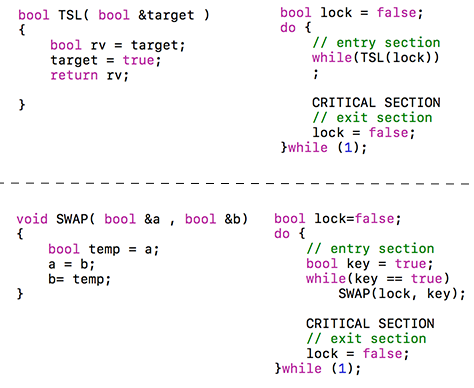 bool TSL( bool &target )
{
    bool rv = target;
    target = true;
    return rv;

}
bool lock = false;
do {
    // entry section
    while(TSL(lock))
    ;

    CRITICAL SECTION
    // exit section
    lock = false;
}while (1);
void SWAP( bool &a , bool &b)
{
    bool temp = a;
    a = b;
    b= temp;
}
bool lock=false;
do {
    // entry section
    bool key = true;
    while(key == true)
        SWAP(lock, key);

    CRITICAL SECTION
    // exit section
    lock = false;
}while (1);